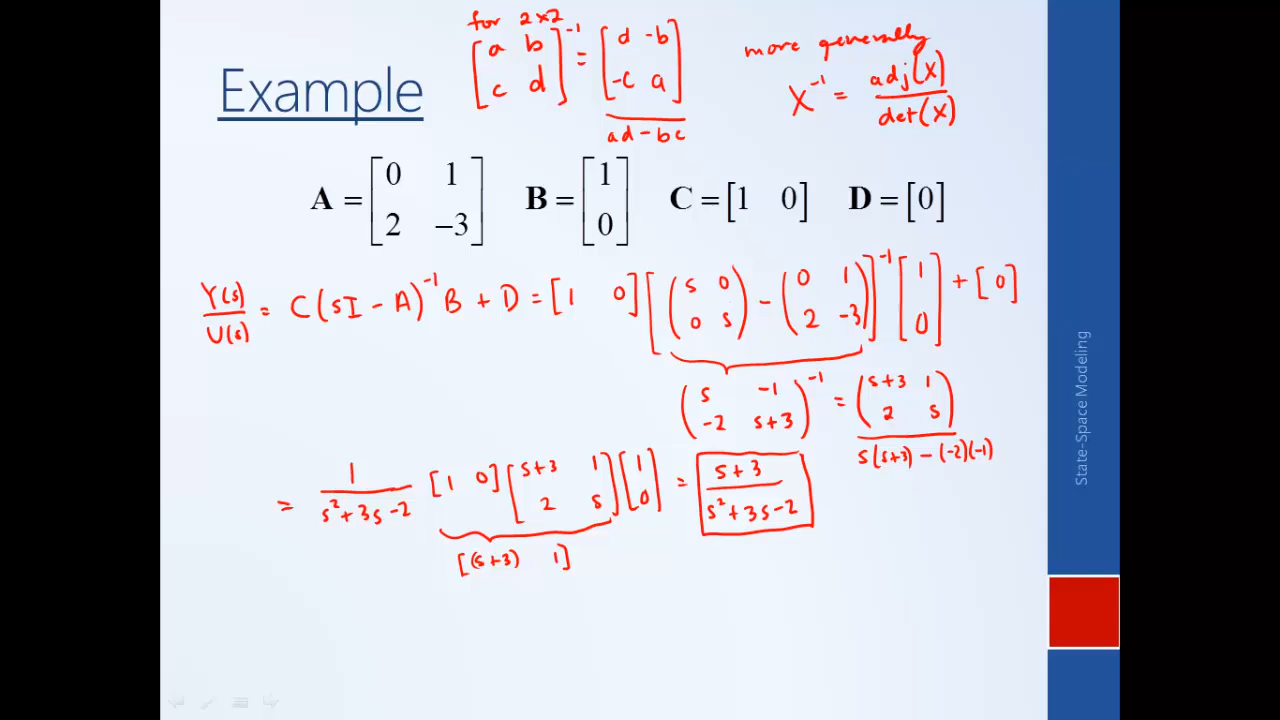 for 2x2
Example
[a b; c d]⁻¹ = [d -b; -c a] / (ad - bc)
more generally
X⁻¹ = adj(X) / det(X)
A = [0 1; 2 −3] B = [1; 0] C = [1 0] D = [0]
Y(s)/U(s) = C(sI - A)⁻¹ B + D = [1 0] [(s 0; 0 s) - (0 1; 2 -3)]⁻¹ [1; 0] + [0]
(s -1; -2 s+3)⁻¹ = (s+3 1; 2 s) / s(s+3) - (-2)(-1)
= 1/(s²+3s-2) [1 0] [s+3 1; 2 s] [1; 0] = (s+3)/(s²+3s-2)
[(s+3) 1]
State-Space Modeling